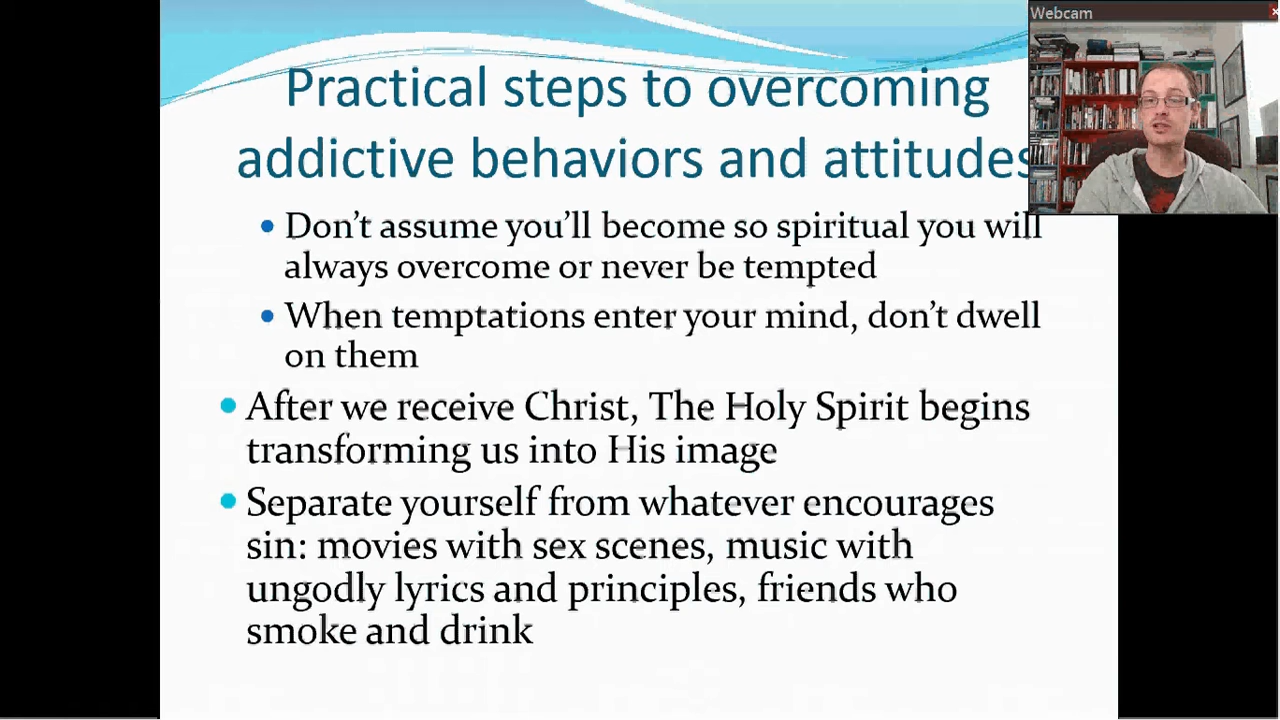 Webcam
Practical steps to overcoming
addictive behaviors and attitudes
Don't assume you'll become so spiritual you will
always overcome or never be tempted
When temptations enter your mind, don't dwell
on them
After we receive Christ, The Holy Spirit begins
transforming us into His image
Separate yourself from whatever encourages
sin: movies with sex scenes, music with
ungodly lyrics and principles, friends who
smoke and drink